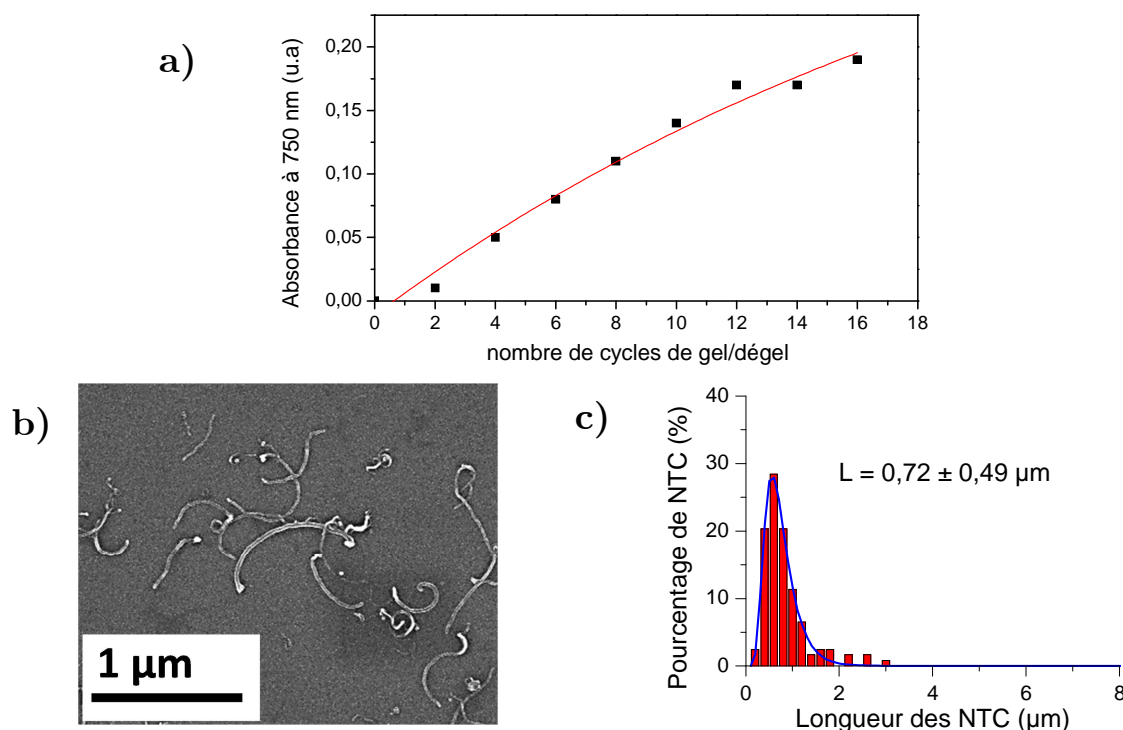 a)
Absorbance à 750 nm (u.a)
0,20
0,15
0,10
0,05
0,00
0 2 4 6 8 10 12 14 16 18
nombre de cycles de gel/dégel
b)
1 µm
c)
Pourcentage de NTC (%)
40
30
20
10
0
L = 0,72 ± 0,49 µm
0 2 4 6 8
Longueur des NTC (µm)